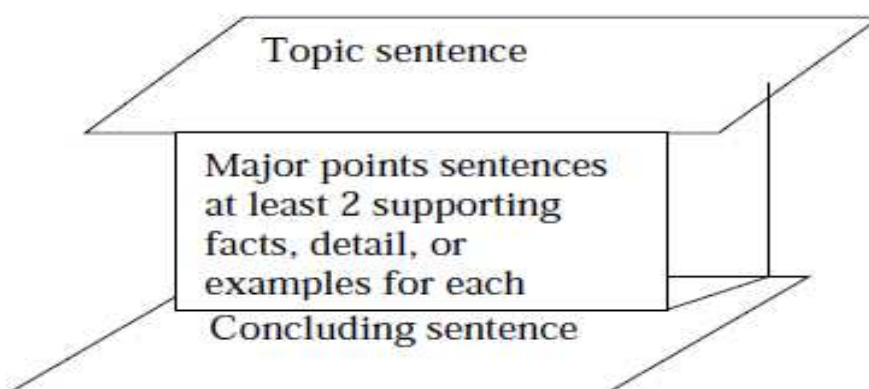 Topic sentence
Major points sentences
at least 2 supporting
facts, detail, or
examples for each
Concluding sentence